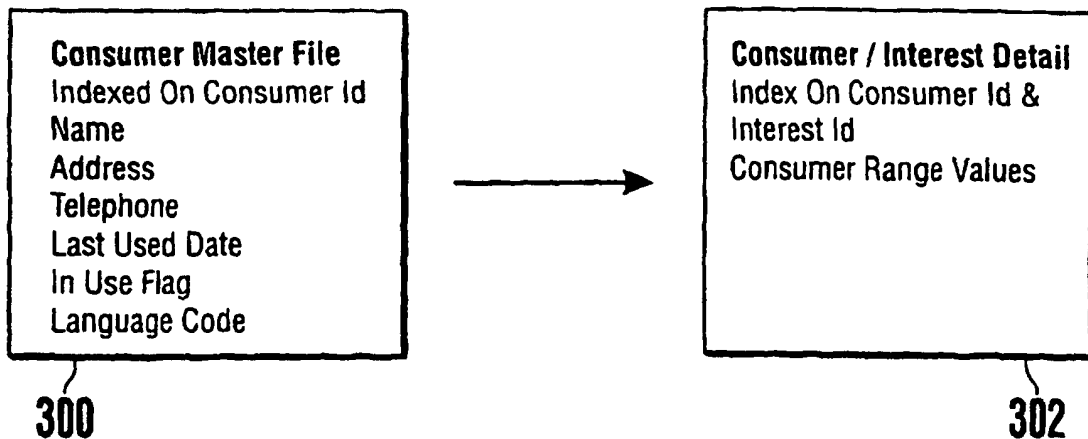 Consumer Master File
Indexed On Consumer Id
Name
Address
Telephone
Last Used Date
In Use Flag
Language Code
300
Consumer / Interest Detail
Index On Consumer Id &
Interest Id
Consumer Range Values
302